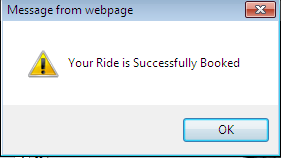 Message from webpage
Your Ride is Successfully Booked
OK